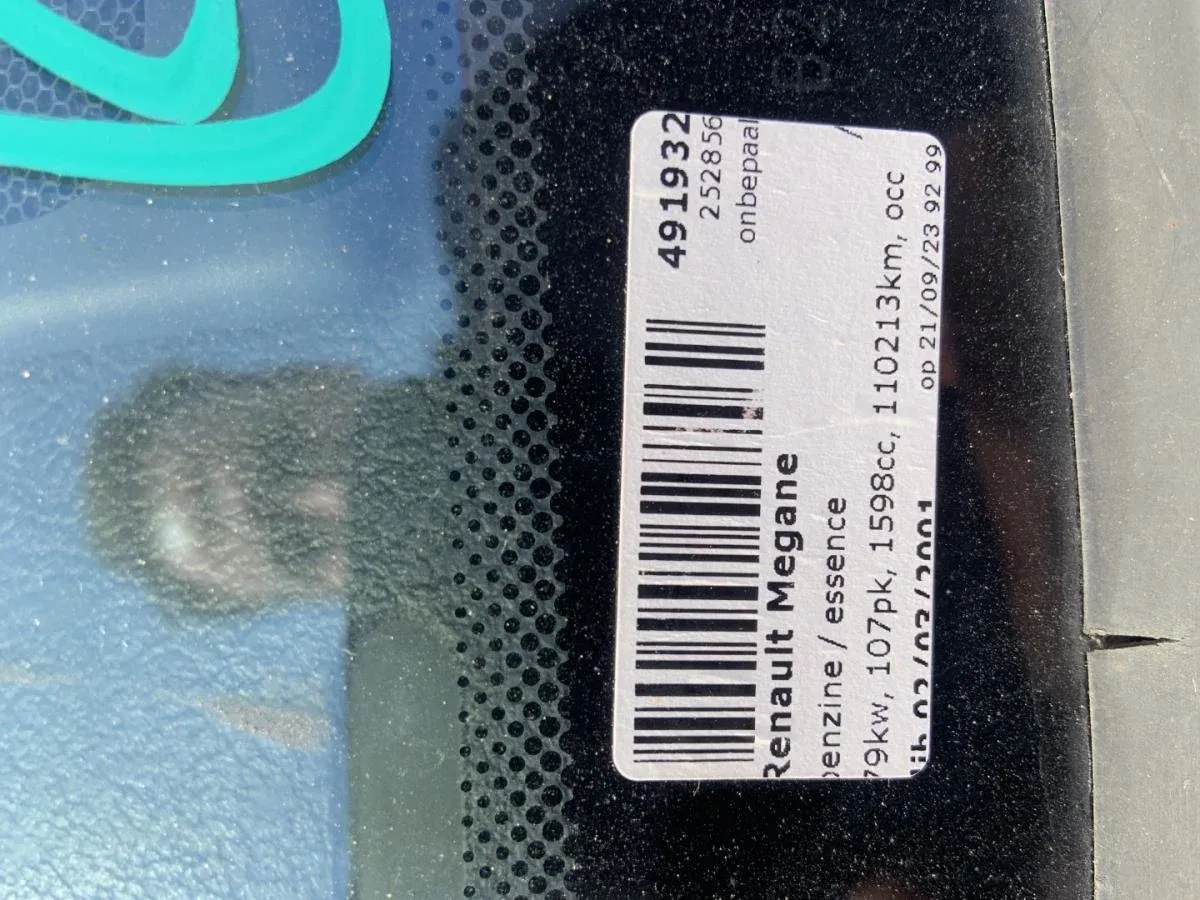 491932
252856
onbepaal
Renault Megane
benzine / essence
79kw, 107pk, 1598cc, 110213km, occ
op 21/09/23 92 99